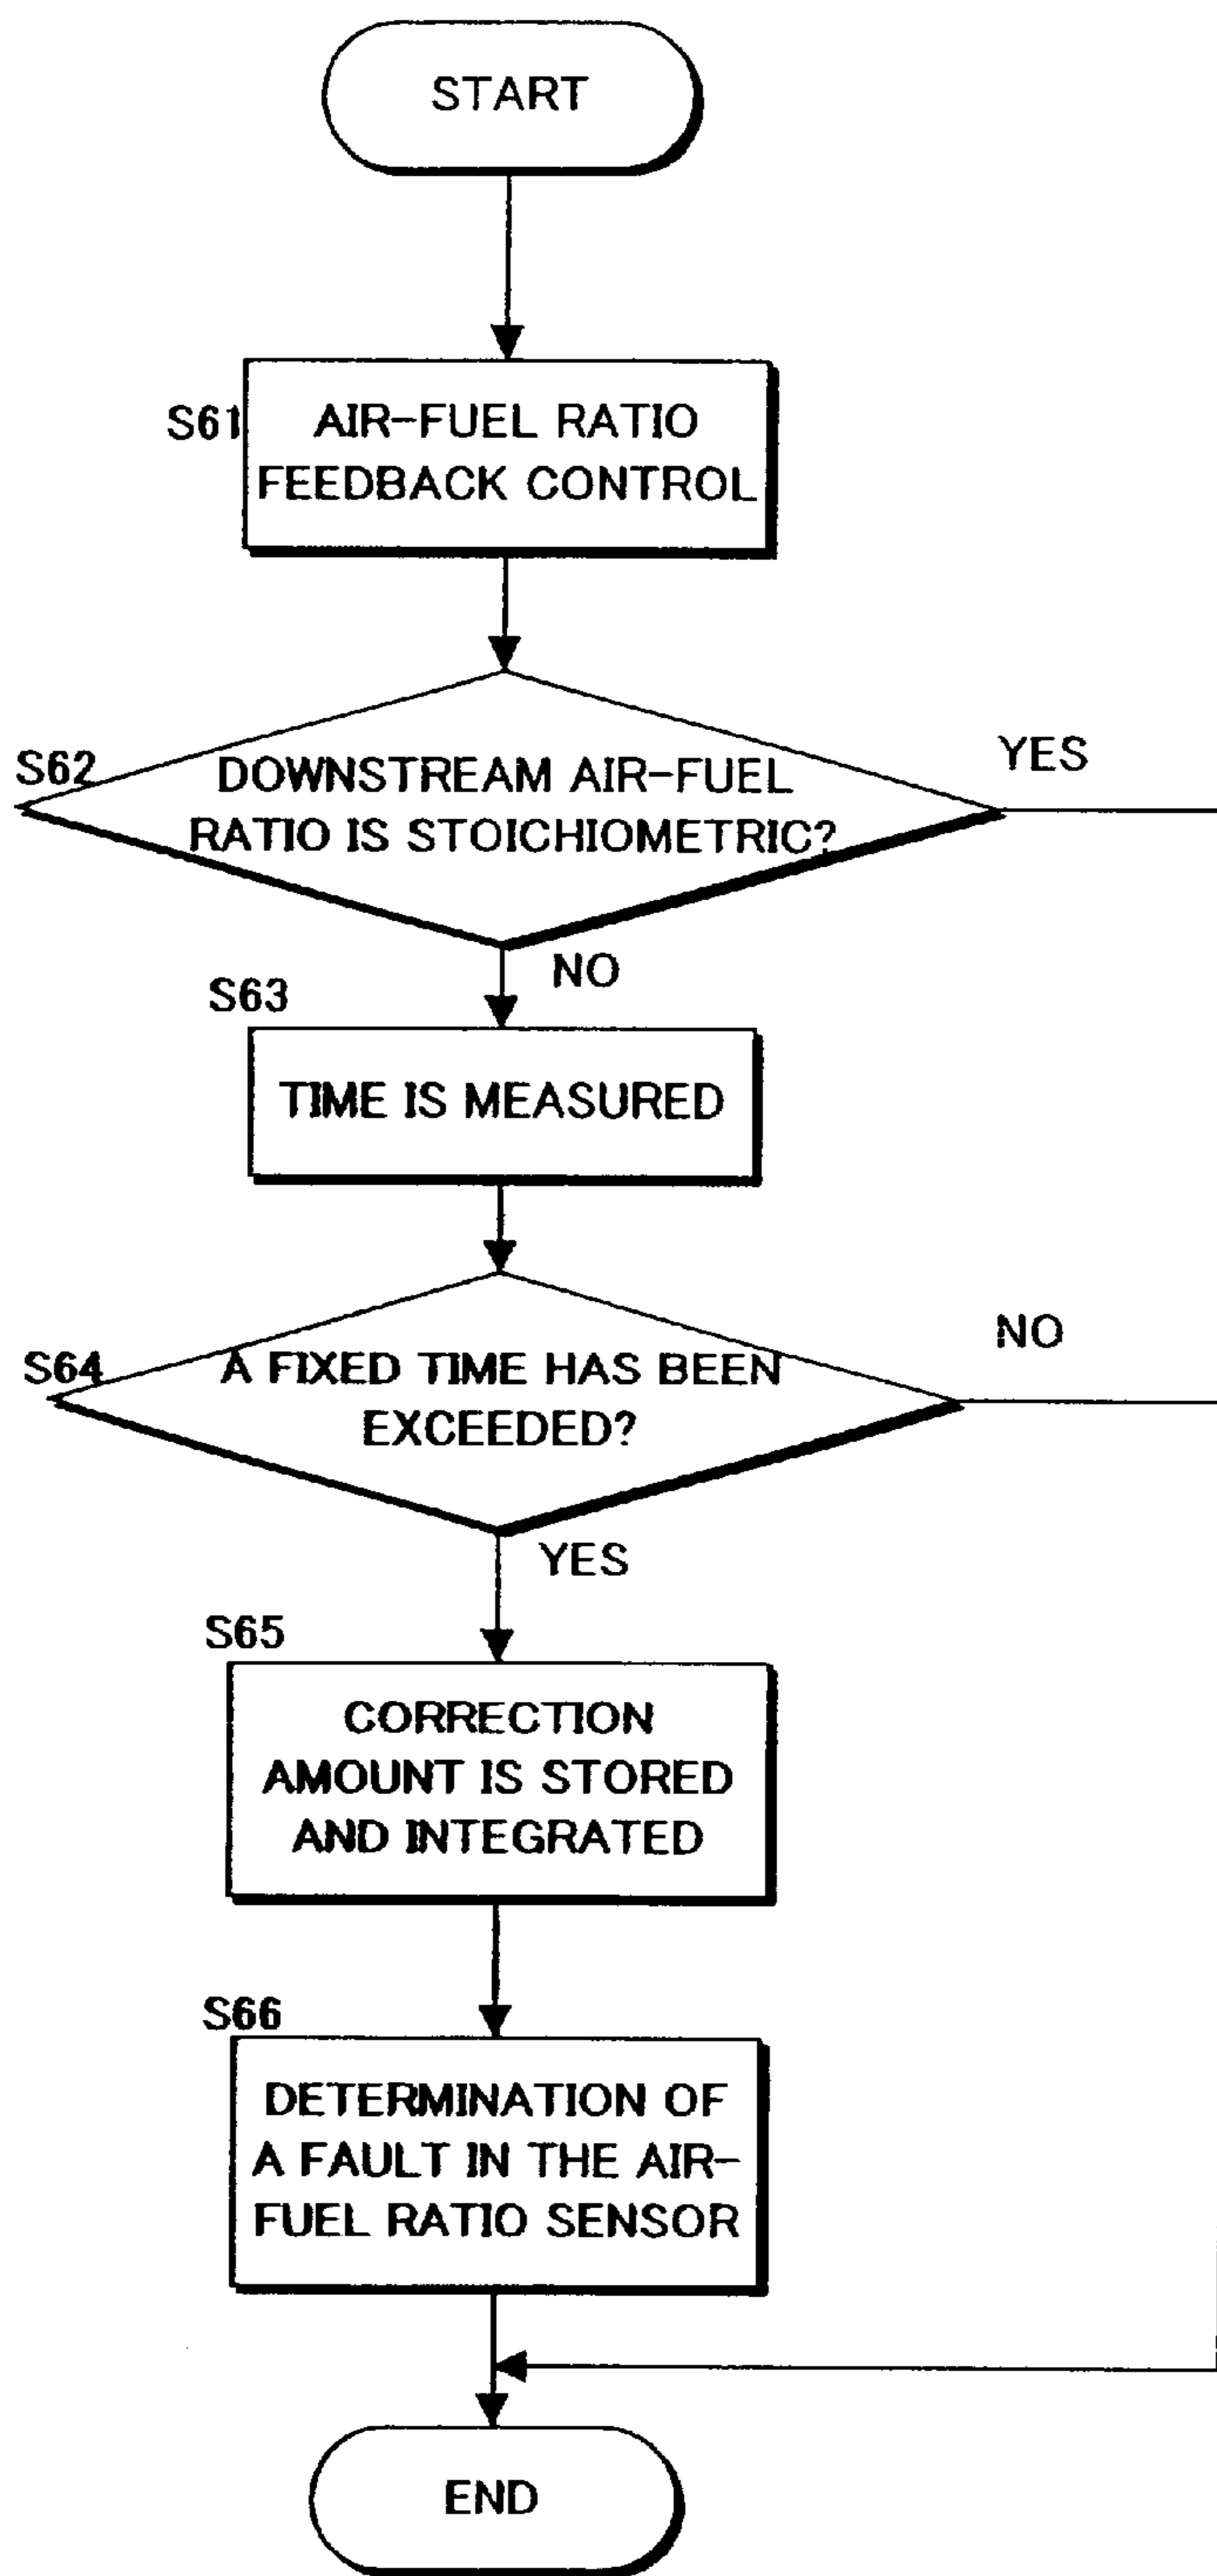 START
S61
AIR-FUEL RATIO
FEEDBACK CONTROL
S62
DOWNSTREAM AIR-FUEL
RATIO IS STOICHIOMETRIC?
YES
NO
S63
TIME IS MEASURED
S64
A FIXED TIME HAS BEEN
EXCEEDED?
NO
YES
S65
CORRECTION
AMOUNT IS STORED
AND INTEGRATED
S66
DETERMINATION OF
A FAULT IN THE AIR-
FUEL RATIO SENSOR
END